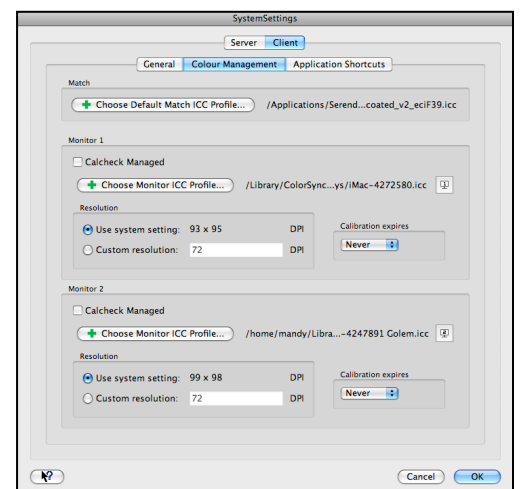 SystemSettings
Server Client
General Colour Management Application Shortcuts
Match
Choose Default Match ICC Profile... /Applications/Serend...coated_v2_eciF39.icc
Monitor 1
Calcheck Managed
Choose Monitor ICC Profile... /Library/ColorSync...ys/iMac-4272580.icc
Resolution
Use system setting: 93 x 95 DPI
Calibration expires
Custom resolution: 72 DPI
Never
Monitor 2
Calcheck Managed
Choose Monitor ICC Profile... /home/mandy/Libra...-4247891 Golem.icc
Resolution
Use system setting: 99 x 98 DPI
Calibration expires
Custom resolution: 72 DPI
Never
? Cancel OK